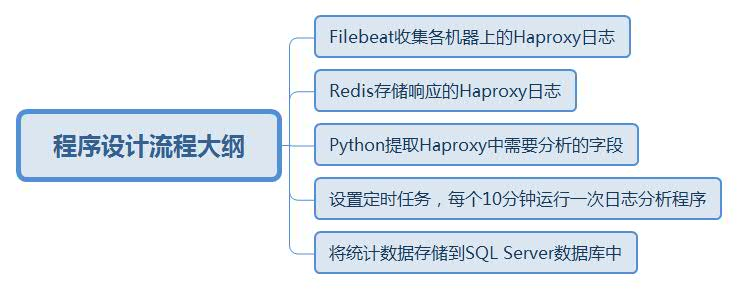 程序设计流程大纲
Filebeat收集各机器上的Haproxy日志
Redis存储响应的Haproxy日志
Python提取Haproxy中需要分析的字段
设置定时任务，每个10分钟运行一次日志分析程序
将统计数据存储到SQL Server数据库中